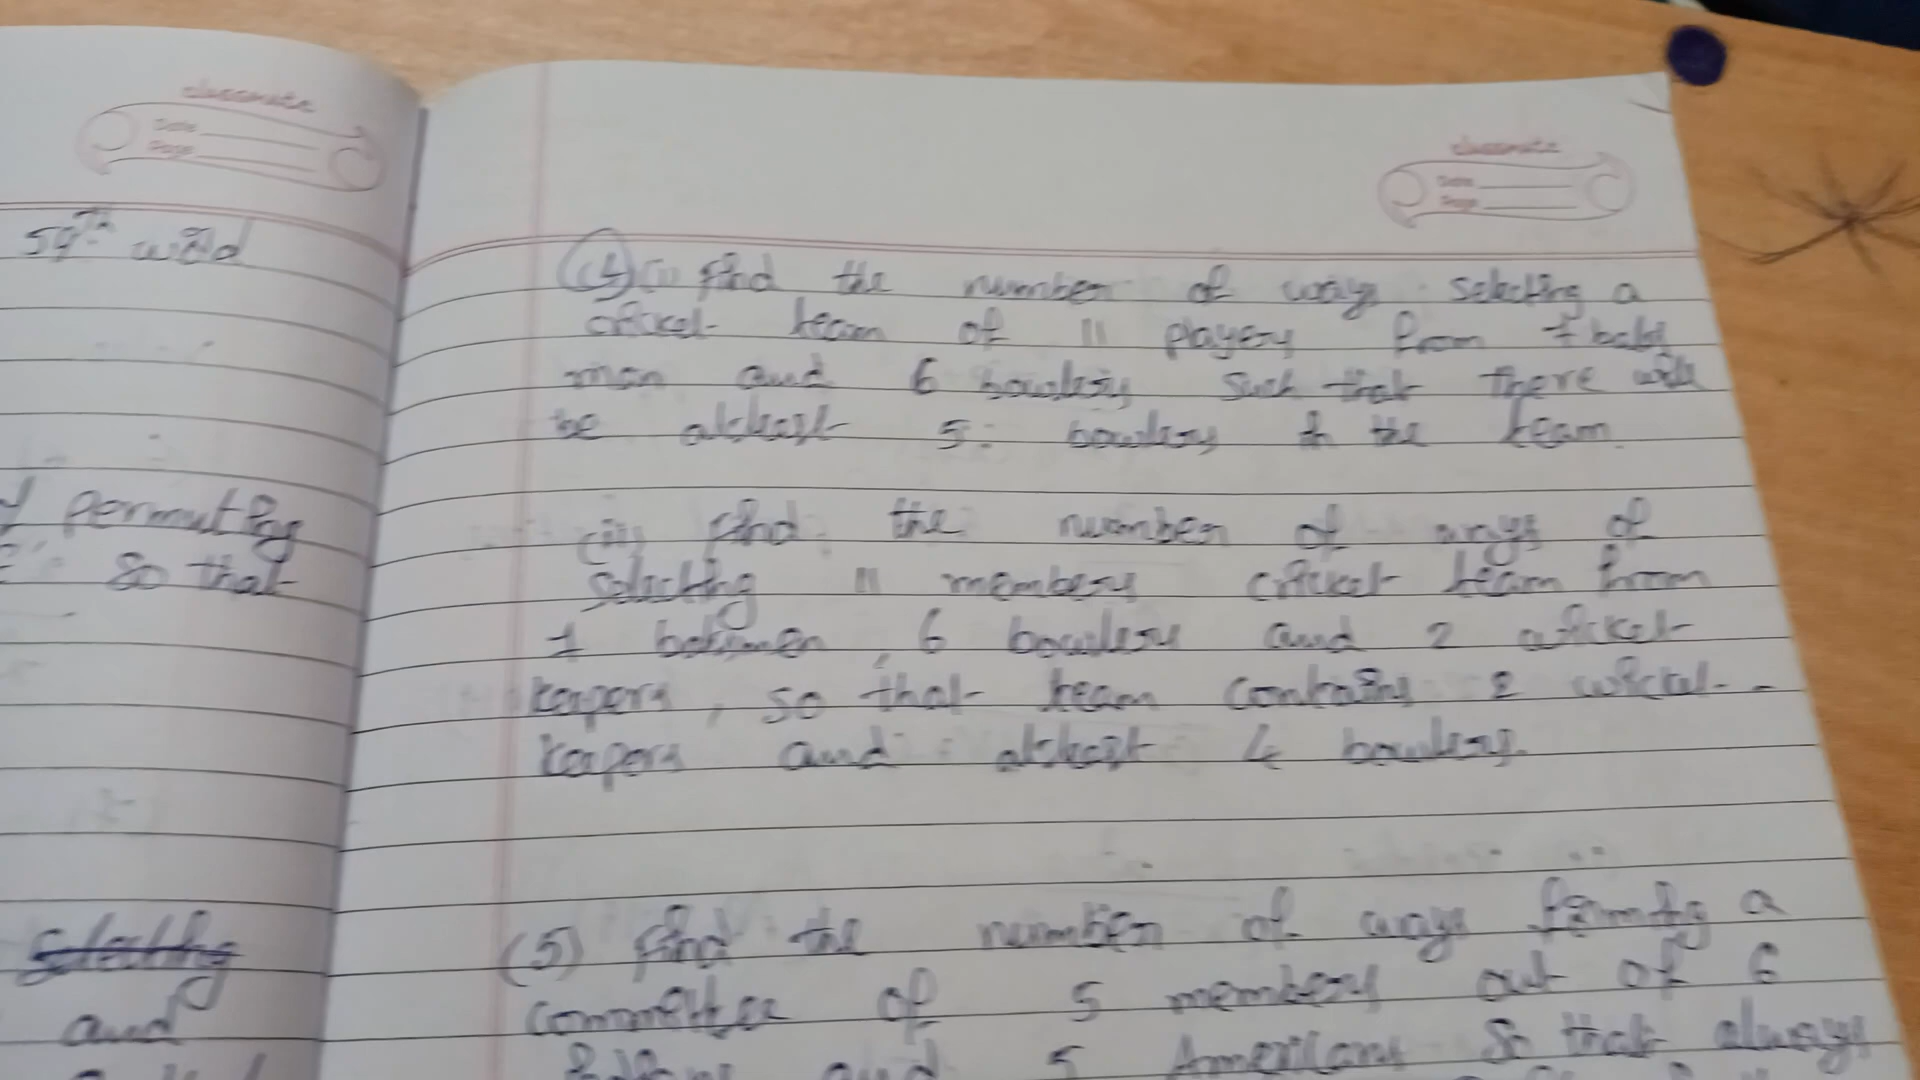 classmate
Date
Page
59th word
permuting
so that
selecting
and
classmate
Date
Page
(4) (i) Find the number of ways selecting a
cricket team of 11 players from 7 bats
man and 6 bowlers such that there will
be atleast 5 bowlers in the team.
(ii) Find the number of ways of
selecting 11 members cricket team from
7 batsmen, 6 bowlers and 2 wicket
keepers, so that team contains 2 wicket-
keepers and atleast 4 bowlers.
(5) Find the number of ways forming a
committee of 5 members out of 6
Indians and 5 Americans so that always